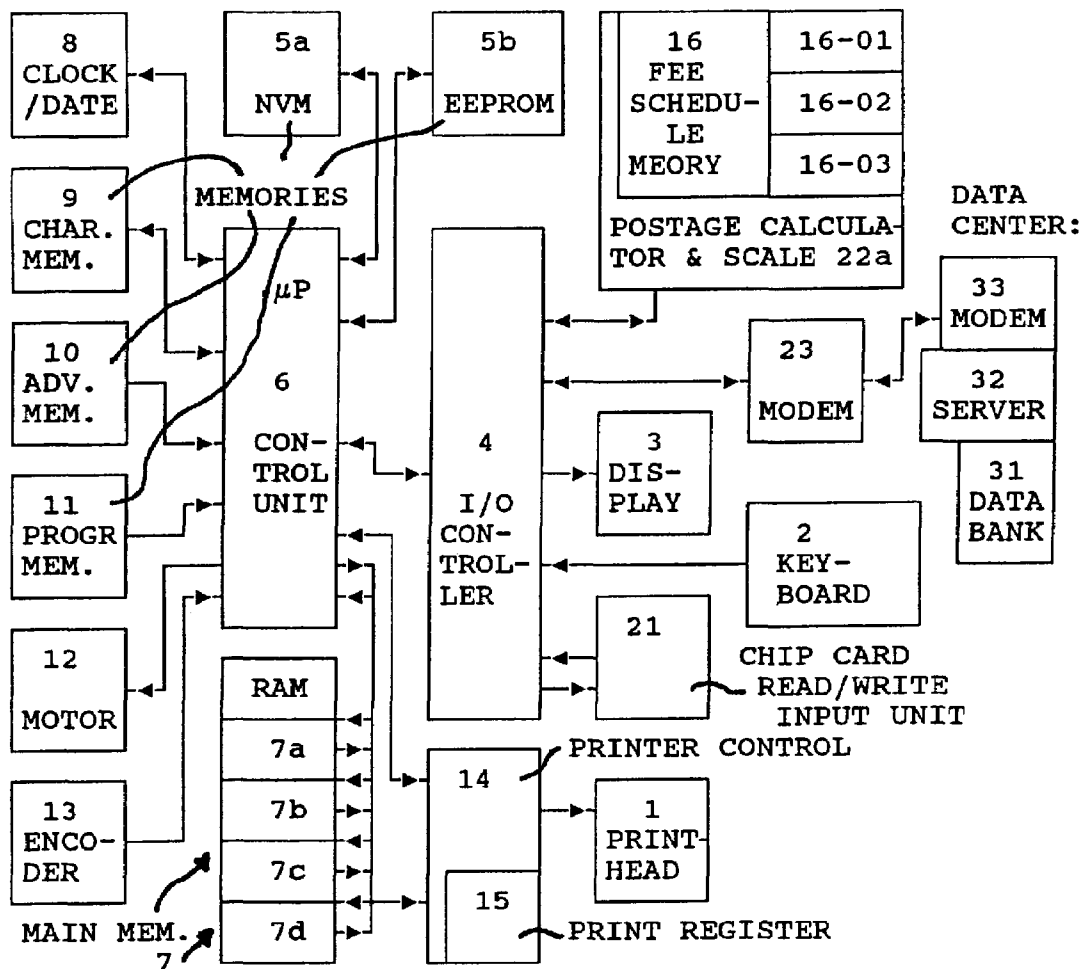 8
CLOCK
/DATE
5a
NVM
5b
EEPROM
16
FEE
SCHEDU-
LE
MEORY
16-01
16-02
16-03
POSTAGE CALCULA-
TOR & SCALE 22a
MEMORIES
9
CHAR.
MEM.
10
ADV.
MEM.
11
PROGR
MEM.
12
MOTOR
13
ENCO-
DER
μP
6
CON-
TROL
UNIT
4
I/O
CON-
TROL-
LER
DATA
CENTER:
33
MODEM
32
SERVER
31
DATA
BANK
23
MODEM
3
DIS-
PLAY
2
KEY-
BOARD
21
CHIP CARD
READ/WRITE
INPUT UNIT
RAM
7a
7b
7c
7d
MAIN MEM.
7
PRINTER CONTROL
14
15
PRINT REGISTER
1
PRINT-
HEAD